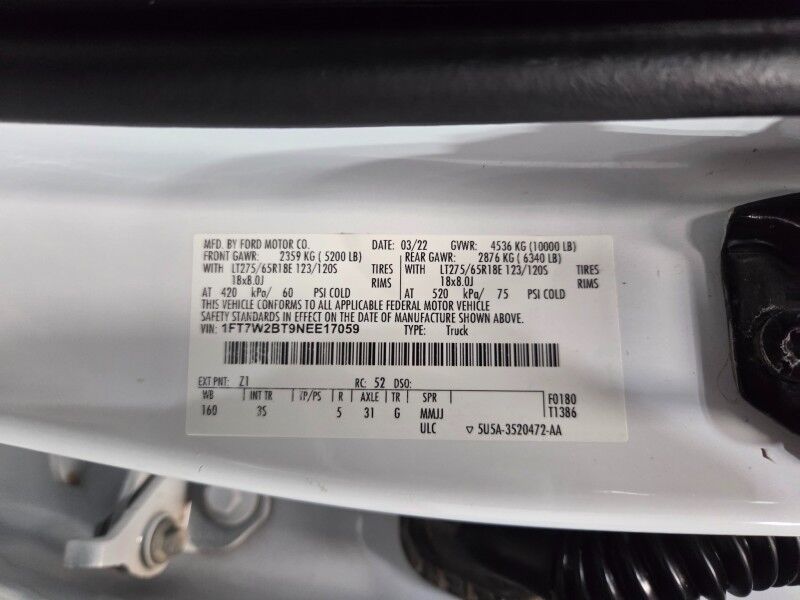 MFD. BY FORD MOTOR CO. DATE: 03/22 GVWR: 4536 KG (10000 LB)
FRONT GAWR: 2359 KG ( 5200 LB) REAR GAWR: 2876 KG ( 6340 LB)
WITH LT275/65R18E 123/120S TIRES WITH LT275/65R18E 123/120S TIRES
18x8.0J RIMS 18x8.0J RIMS
AT 420 kPa/ 60 PSI COLD AT 520 kPa/ 75 PSI COLD
THIS VEHICLE CONFORMS TO ALL APPLICABLE FEDERAL MOTOR VEHICLE
SAFETY STANDARDS IN EFFECT ON THE DATE OF MANUFACTURE SHOWN ABOVE.
VIN: 1FT7W2BT9NEE17059 TYPE: Truck
EXT PNT: Z1 RC: 52 DSO:
WB INT TR TP/PS R AXLE TR SPR F0180
160 3S 5 31 G MMJJ T1386
ULC ▽ 5U5A-3520472-AA